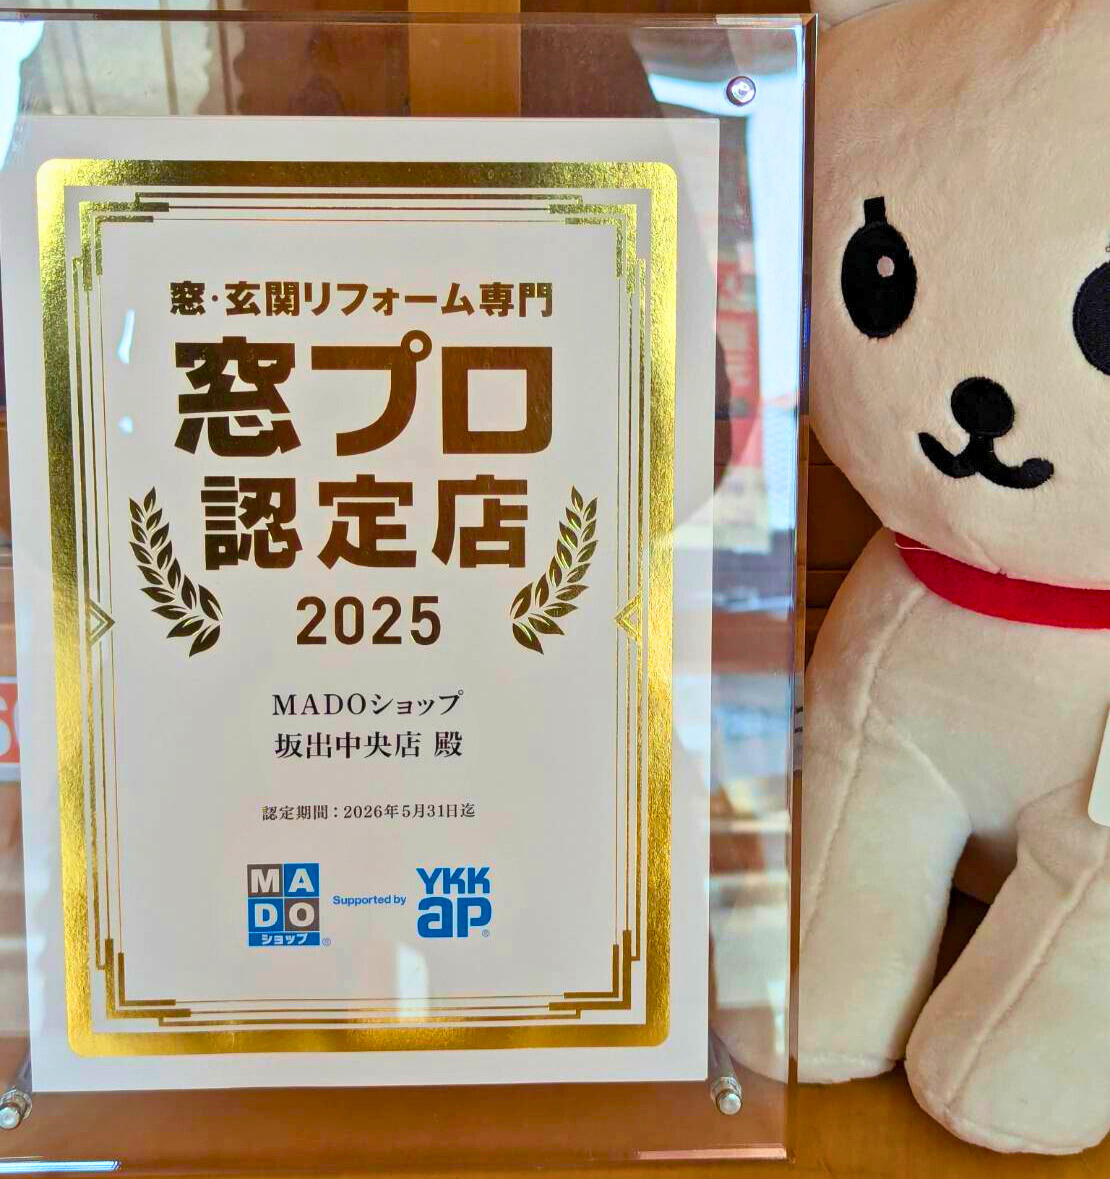 窓・玄関リフォーム専門
窓プロ
認定店
2025
MADOショップ
坂出中央店 殿
認定期間：2026年5月31日迄
MADO
ショップ®
Supported by
YKK
ap®